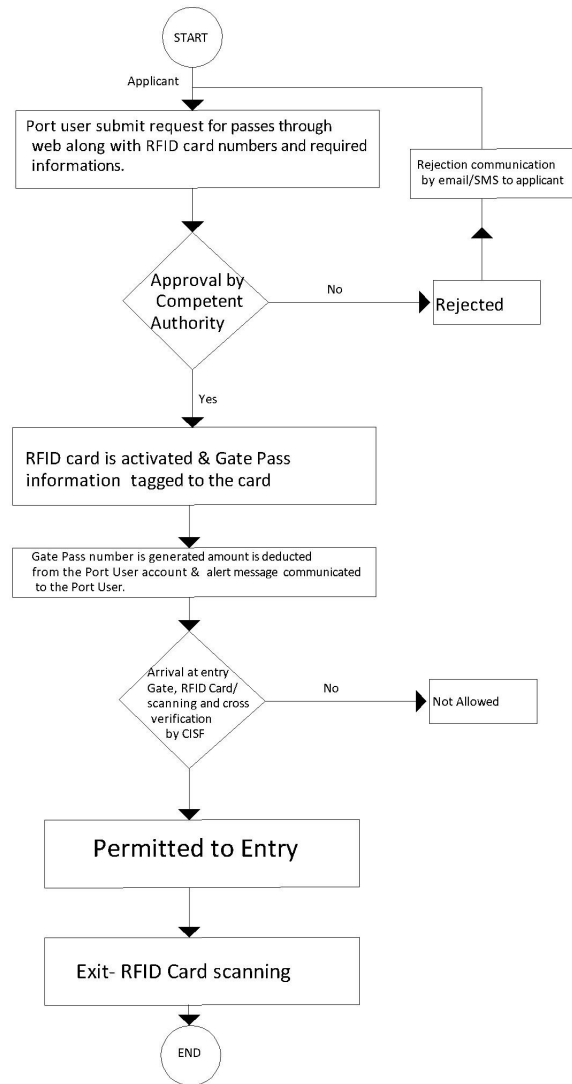 START
Applicant
Port user submit request for passes through
web along with RFID card numbers and required
informations.
Rejection communication
by email/SMS to applicant
Approval by
Competent
Authority
No
Rejected
Yes
RFID card is activated & Gate Pass
information tagged to the card
Gate Pass number is generated amount is deducted
from the Port User account & alert message communicated
to the Port User.
Arrival at entry
Gate, RFID Card/
scanning and cross
verification
by CISF
No
Not Allowed
Permitted to Entry
Exit- RFID Card scanning
END